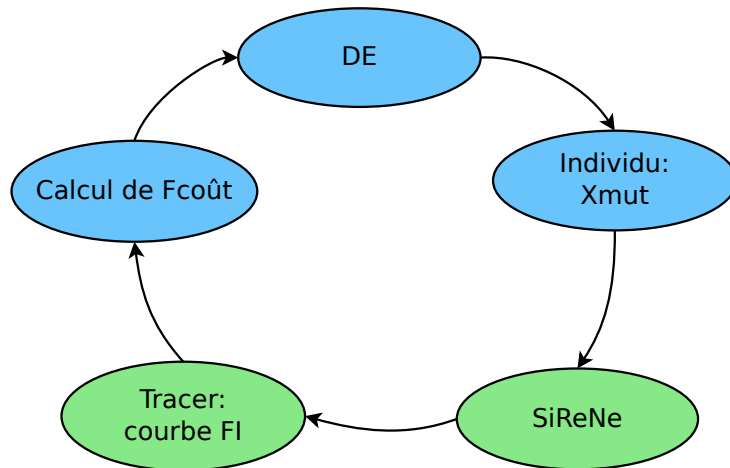 DE
Individu:
Xmut
SiReNe
Tracer:
courbe FI
Calcul de Fcoût